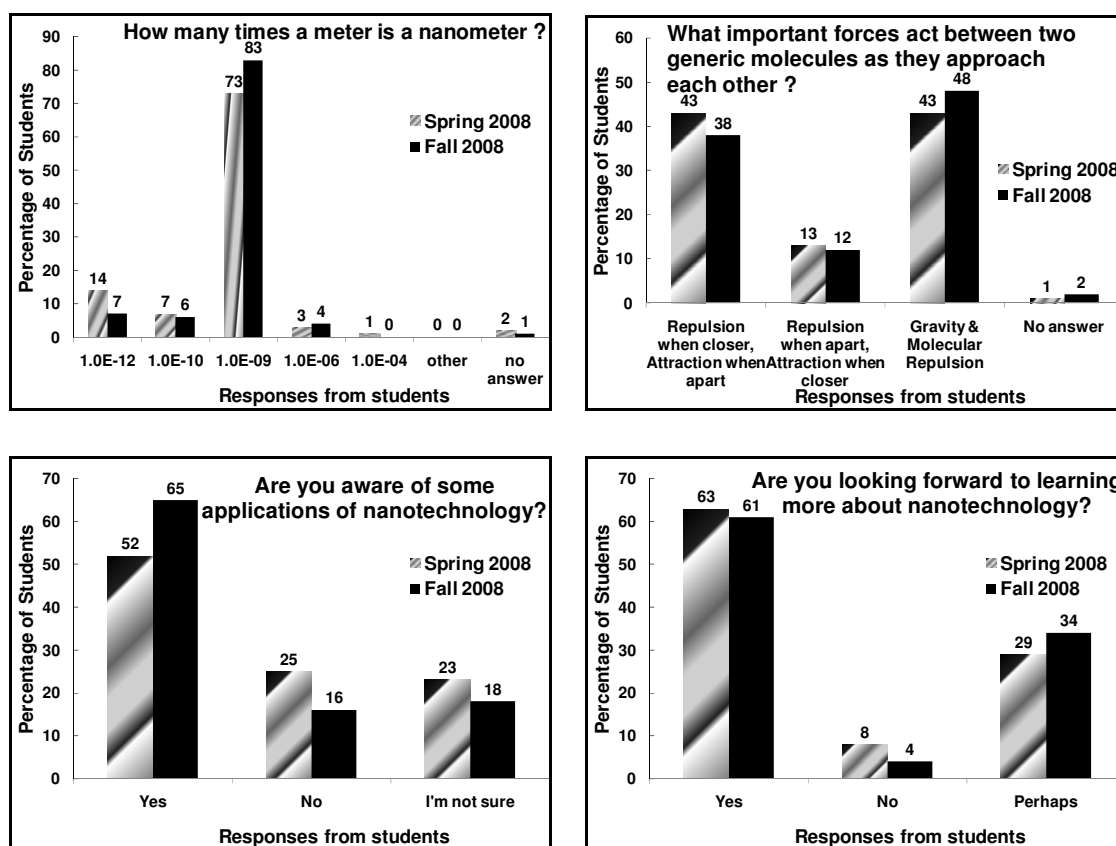 How many times a meter is a nanometer ?
90
80
70
60
50
40
30
20
10
0
Percentage of Students
14
7
7
6
73
83
3
4
1
0
0
0
2
1
Spring 2008
Fall 2008
1.0E-12 1.0E-10 1.0E-09 1.0E-06 1.0E-04 other no
answer
Responses from students
What important forces act between two
generic molecules as they approach
each other ?
60
50
40
30
20
10
0
Percentage of Students
43
38
13
12
43
48
1
2
Spring 2008
Fall 2008
Repulsion
when closer,
Attraction when
apart
Repulsion
when apart,
Attraction when
closer
Gravity &
Molecular
Repulsion
No answer
Responses from students
Are you aware of some
applications of nanotechnology?
70
60
50
40
30
20
10
0
Percentage of Students
52
65
25
16
23
18
Spring 2008
Fall 2008
Yes No I'm not sure
Responses from students
Are you looking forward to learning
more about nanotechnology?
70
60
50
40
30
20
10
0
Percentage of Students
63
61
8
4
29
34
Spring 2008
Fall 2008
Yes No Perhaps
Responses from students